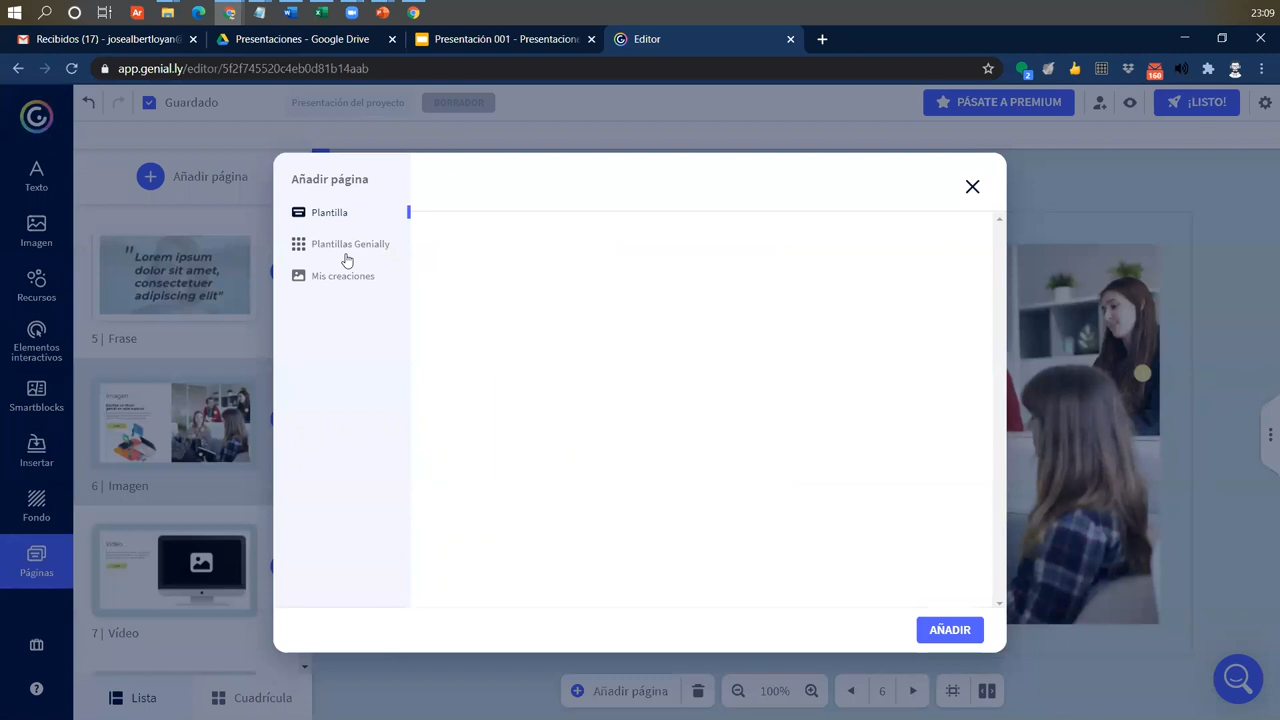 23:09
Recibidos (17) - josealbertloyan@
Presentaciones - Google Drive
Presentación 001 - Presentacione
Editor
app.genial.ly/editor/5f2f745520c4eb0d81b14aab
2
160
Guardado
Presentación del proyecto
BORRADOR
PÁSATE A PREMIUM
¡LISTO!
Texto
Imagen
Recursos
Elementos
interactivos
Smartblocks
Insertar
Fondo
Páginas
Añadir página
"Lorem ipsum
dolor sit amet,
consectetuer
adipiscing elit"
5 | Frase
Imagen
6 | Imagen
Vídeo
7 | Vídeo
Lista
Cuadrícula
Añadir página
Plantilla
Plantillas Genially
Mis creaciones
AÑADIR
Añadir página
100%
6